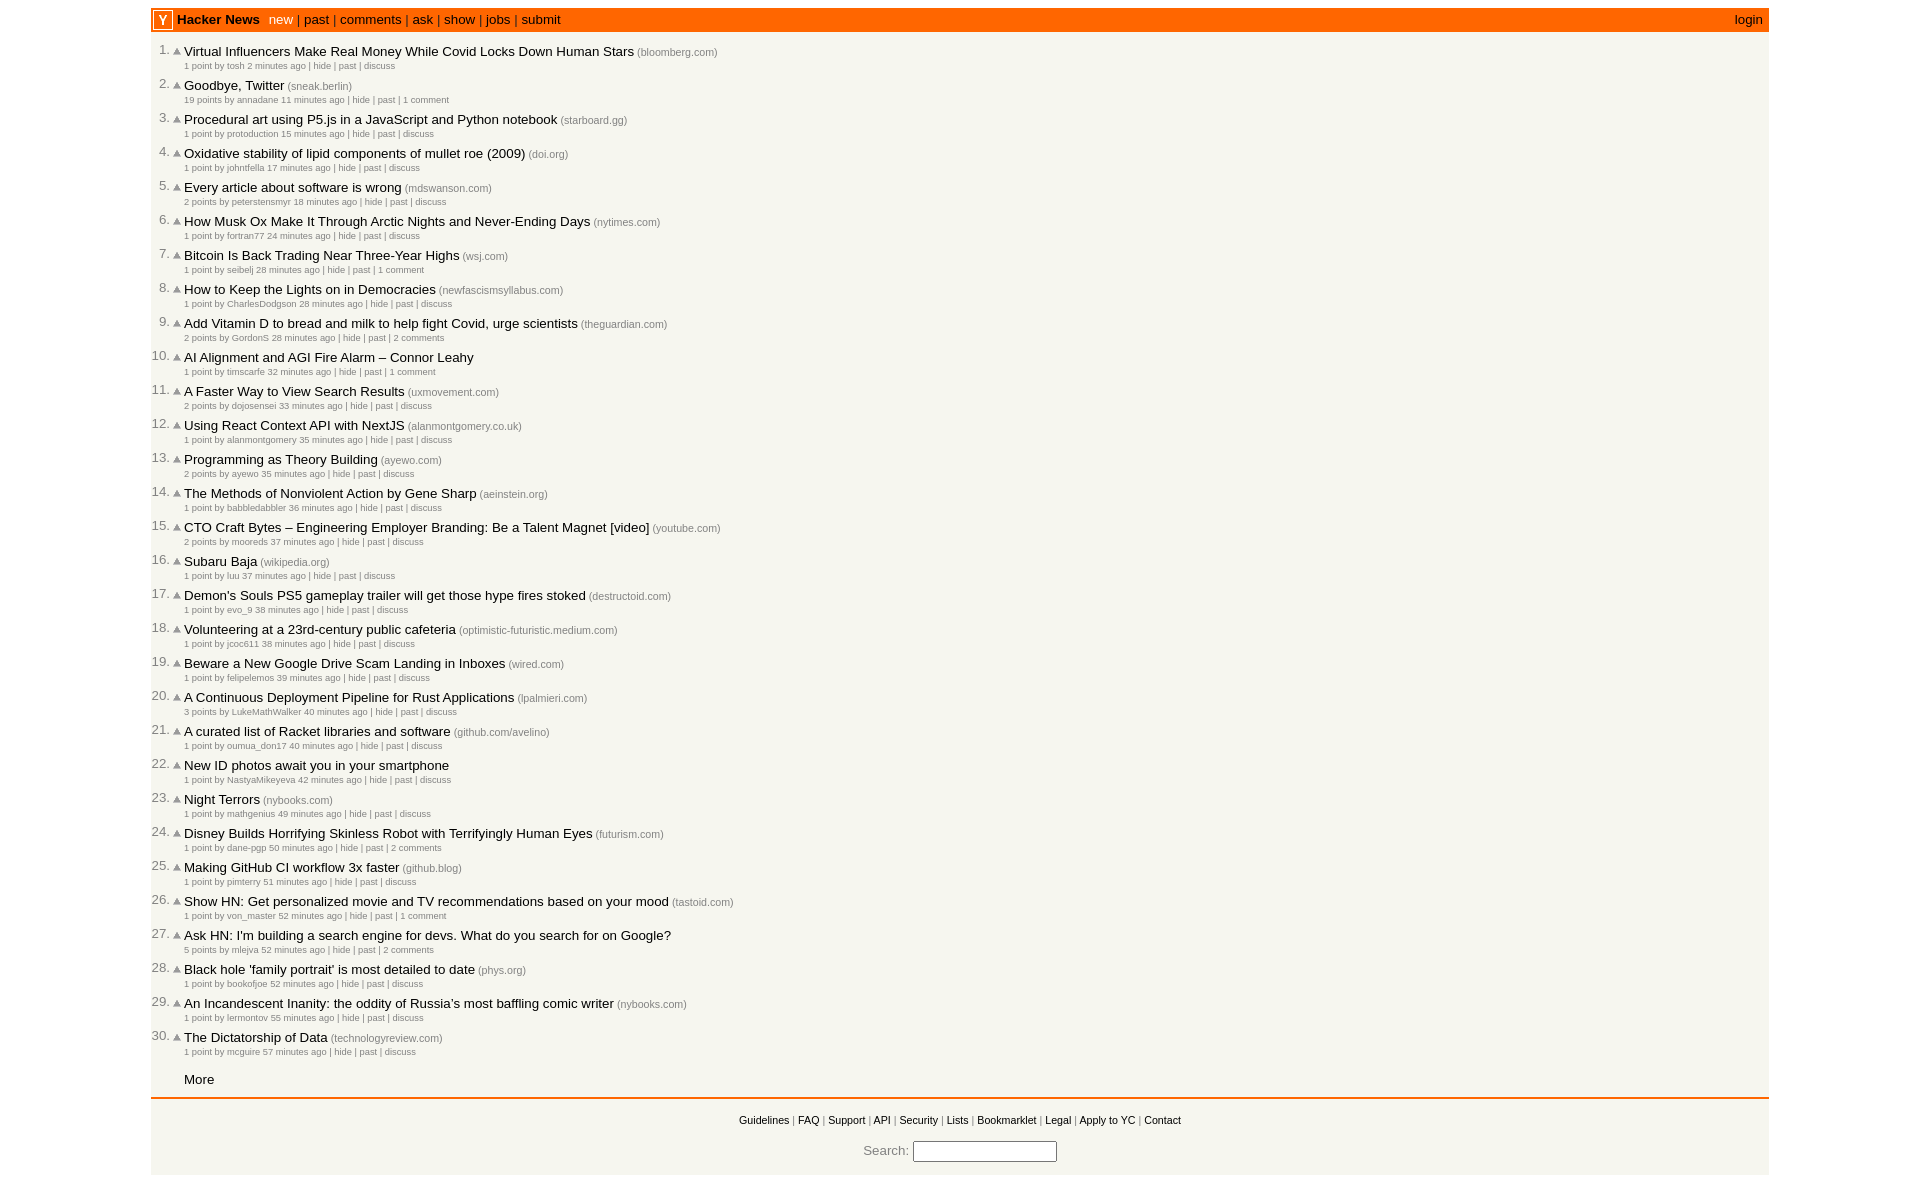 Y Hacker News new | past | comments | ask | show | jobs | submit login
1. Virtual Influencers Make Real Money While Covid Locks Down Human Stars (bloomberg.com)
1 point by tosh 2 minutes ago | hide | past | discuss
2. Goodbye, Twitter (sneak.berlin)
19 points by annadane 11 minutes ago | hide | past | 1 comment
3. Procedural art using P5.js in a JavaScript and Python notebook (starboard.gg)
1 point by protoduction 15 minutes ago | hide | past | discuss
4. Oxidative stability of lipid components of mullet roe (2009) (doi.org)
1 point by johntfella 17 minutes ago | hide | past | discuss
5. Every article about software is wrong (mdswanson.com)
2 points by peterstensmyr 18 minutes ago | hide | past | discuss
6. How Musk Ox Make It Through Arctic Nights and Never-Ending Days (nytimes.com)
1 point by fortran77 24 minutes ago | hide | past | discuss
7. Bitcoin Is Back Trading Near Three-Year Highs (wsj.com)
1 point by seibelj 28 minutes ago | hide | past | 1 comment
8. How to Keep the Lights on in Democracies (newfascismsyllabus.com)
1 point by CharlesDodgson 28 minutes ago | hide | past | discuss
9. Add Vitamin D to bread and milk to help fight Covid, urge scientists (theguardian.com)
2 points by GordonS 28 minutes ago | hide | past | 2 comments
10. AI Alignment and AGI Fire Alarm – Connor Leahy
1 point by timscarfe 32 minutes ago | hide | past | 1 comment
11. A Faster Way to View Search Results (uxmovement.com)
2 points by dojosensei 33 minutes ago | hide | past | discuss
12. Using React Context API with NextJS (alanmontgomery.co.uk)
1 point by alanmontgomery 35 minutes ago | hide | past | discuss
13. Programming as Theory Building (ayewo.com)
2 points by ayewo 35 minutes ago | hide | past | discuss
14. The Methods of Nonviolent Action by Gene Sharp (aeinstein.org)
1 point by babbledabbler 36 minutes ago | hide | past | discuss
15. CTO Craft Bytes – Engineering Employer Branding: Be a Talent Magnet [video] (youtube.com)
2 points by mooreds 37 minutes ago | hide | past | discuss
16. Subaru Baja (wikipedia.org)
1 point by luu 37 minutes ago | hide | past | discuss
17. Demon's Souls PS5 gameplay trailer will get those hype fires stoked (destructoid.com)
1 point by evo_9 38 minutes ago | hide | past | discuss
18. Volunteering at a 23rd-century public cafeteria (optimistic-futuristic.medium.com)
1 point by jcoc611 38 minutes ago | hide | past | discuss
19. Beware a New Google Drive Scam Landing in Inboxes (wired.com)
1 point by felipelemos 39 minutes ago | hide | past | discuss
20. A Continuous Deployment Pipeline for Rust Applications (lpalmieri.com)
3 points by LukeMathWalker 40 minutes ago | hide | past | discuss
21. A curated list of Racket libraries and software (github.com/avelino)
1 point by oumua_don17 40 minutes ago | hide | past | discuss
22. New ID photos await you in your smartphone
1 point by NastyaMikeyeva 42 minutes ago | hide | past | discuss
23. Night Terrors (nybooks.com)
1 point by mathgenius 49 minutes ago | hide | past | discuss
24. Disney Builds Horrifying Skinless Robot with Terrifyingly Human Eyes (futurism.com)
1 point by dane-pgp 50 minutes ago | hide | past | 2 comments
25. Making GitHub CI workflow 3x faster (github.blog)
1 point by pimterry 51 minutes ago | hide | past | discuss
26. Show HN: Get personalized movie and TV recommendations based on your mood (tastoid.com)
1 point by von_master 52 minutes ago | hide | past | 1 comment
27. Ask HN: I'm building a search engine for devs. What do you search for on Google?
5 points by mlejva 52 minutes ago | hide | past | 2 comments
28. Black hole 'family portrait' is most detailed to date (phys.org)
1 point by bookofjoe 52 minutes ago | hide | past | discuss
29. An Incandescent Inanity: the oddity of Russia’s most baffling comic writer (nybooks.com)
1 point by lermontov 55 minutes ago | hide | past | discuss
30. The Dictatorship of Data (technologyreview.com)
1 point by mcguire 57 minutes ago | hide | past | discuss
More
Guidelines | FAQ | Support | API | Security | Lists | Bookmarklet | Legal | Apply to YC | Contact
Search: